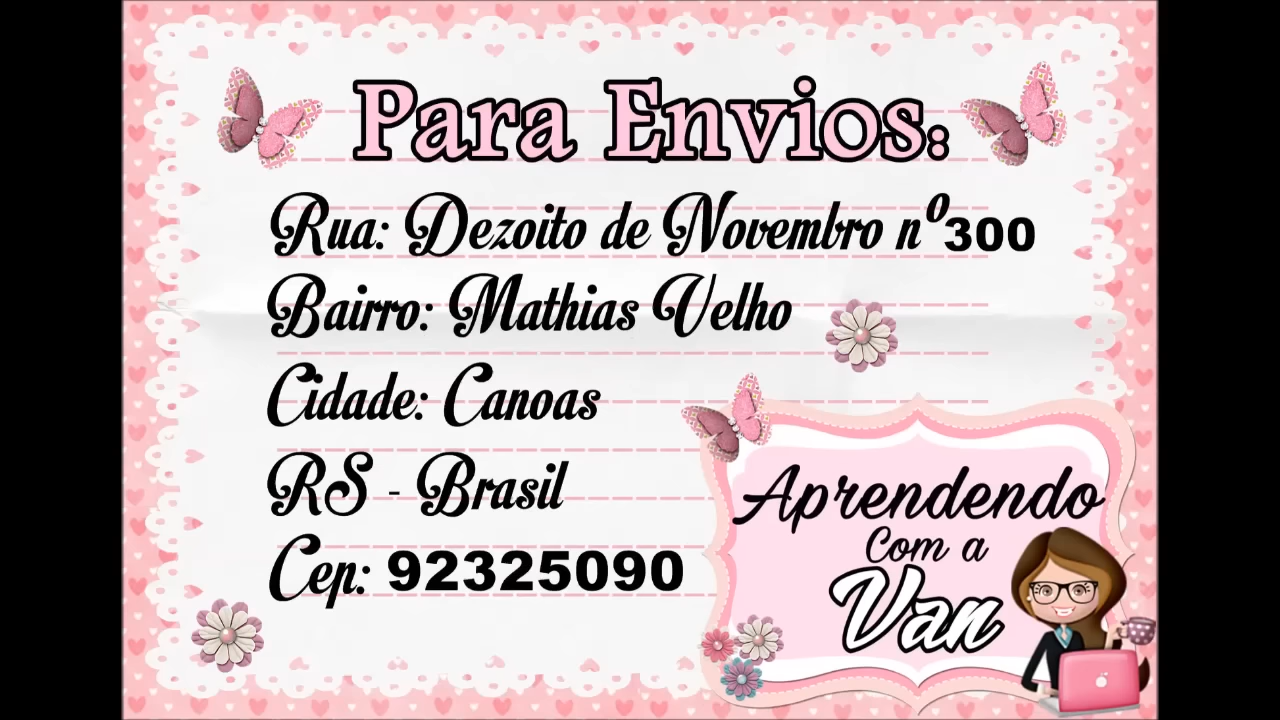 Para Envios:
Rua: Dezoito de Novembro nº300
Bairro: Mathias Velho
Cidade: Canoas
RS - Brasil
Cep: 92325090
Aprendendo
Com a
Van